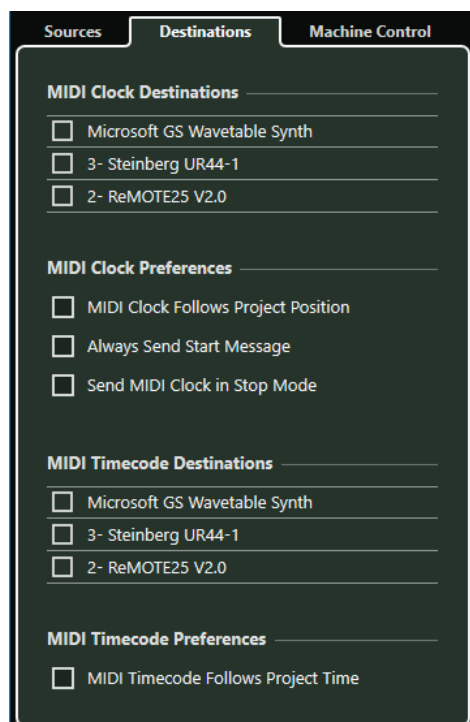 Sources Destinations Machine Control
MIDI Clock Destinations
Microsoft GS Wavetable Synth
3- Steinberg UR44-1
2- ReMOTE25 V2.0
MIDI Clock Preferences
MIDI Clock Follows Project Position
Always Send Start Message
Send MIDI Clock in Stop Mode
MIDI Timecode Destinations
Microsoft GS Wavetable Synth
3- Steinberg UR44-1
2- ReMOTE25 V2.0
MIDI Timecode Preferences
MIDI Timecode Follows Project Time